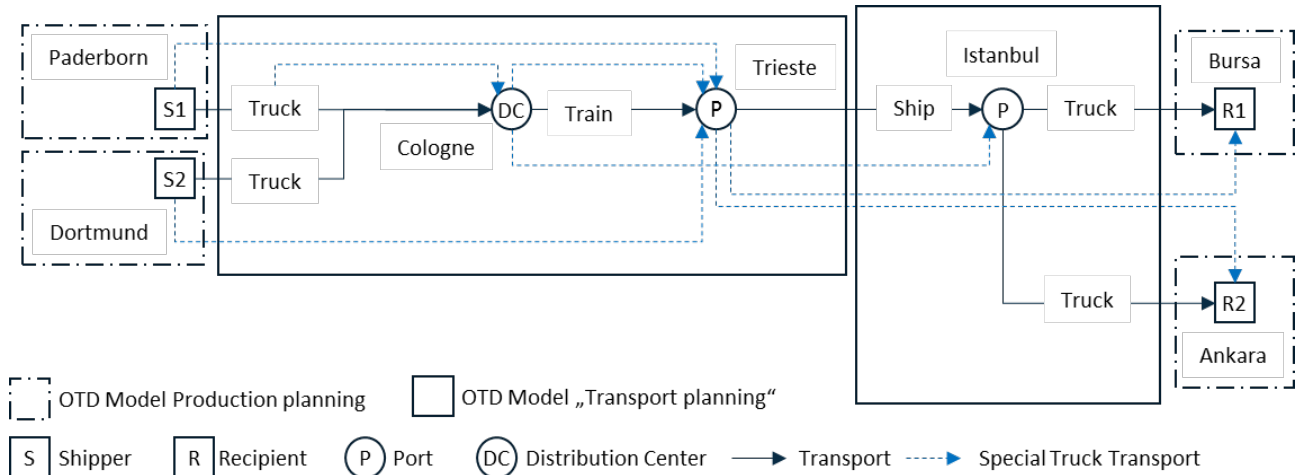 Paderborn
S1
Truck
DC
Train
P
Trieste
Ship
Istanbul
P
Truck
Bursa
R1
Cologne
S2
Truck
Dortmund
Truck
R2
Ankara
OTD Model Production planning
OTD Model „Transport planning“
S Shipper
R Recipient
P Port
DC Distribution Center
Transport
Special Truck Transport